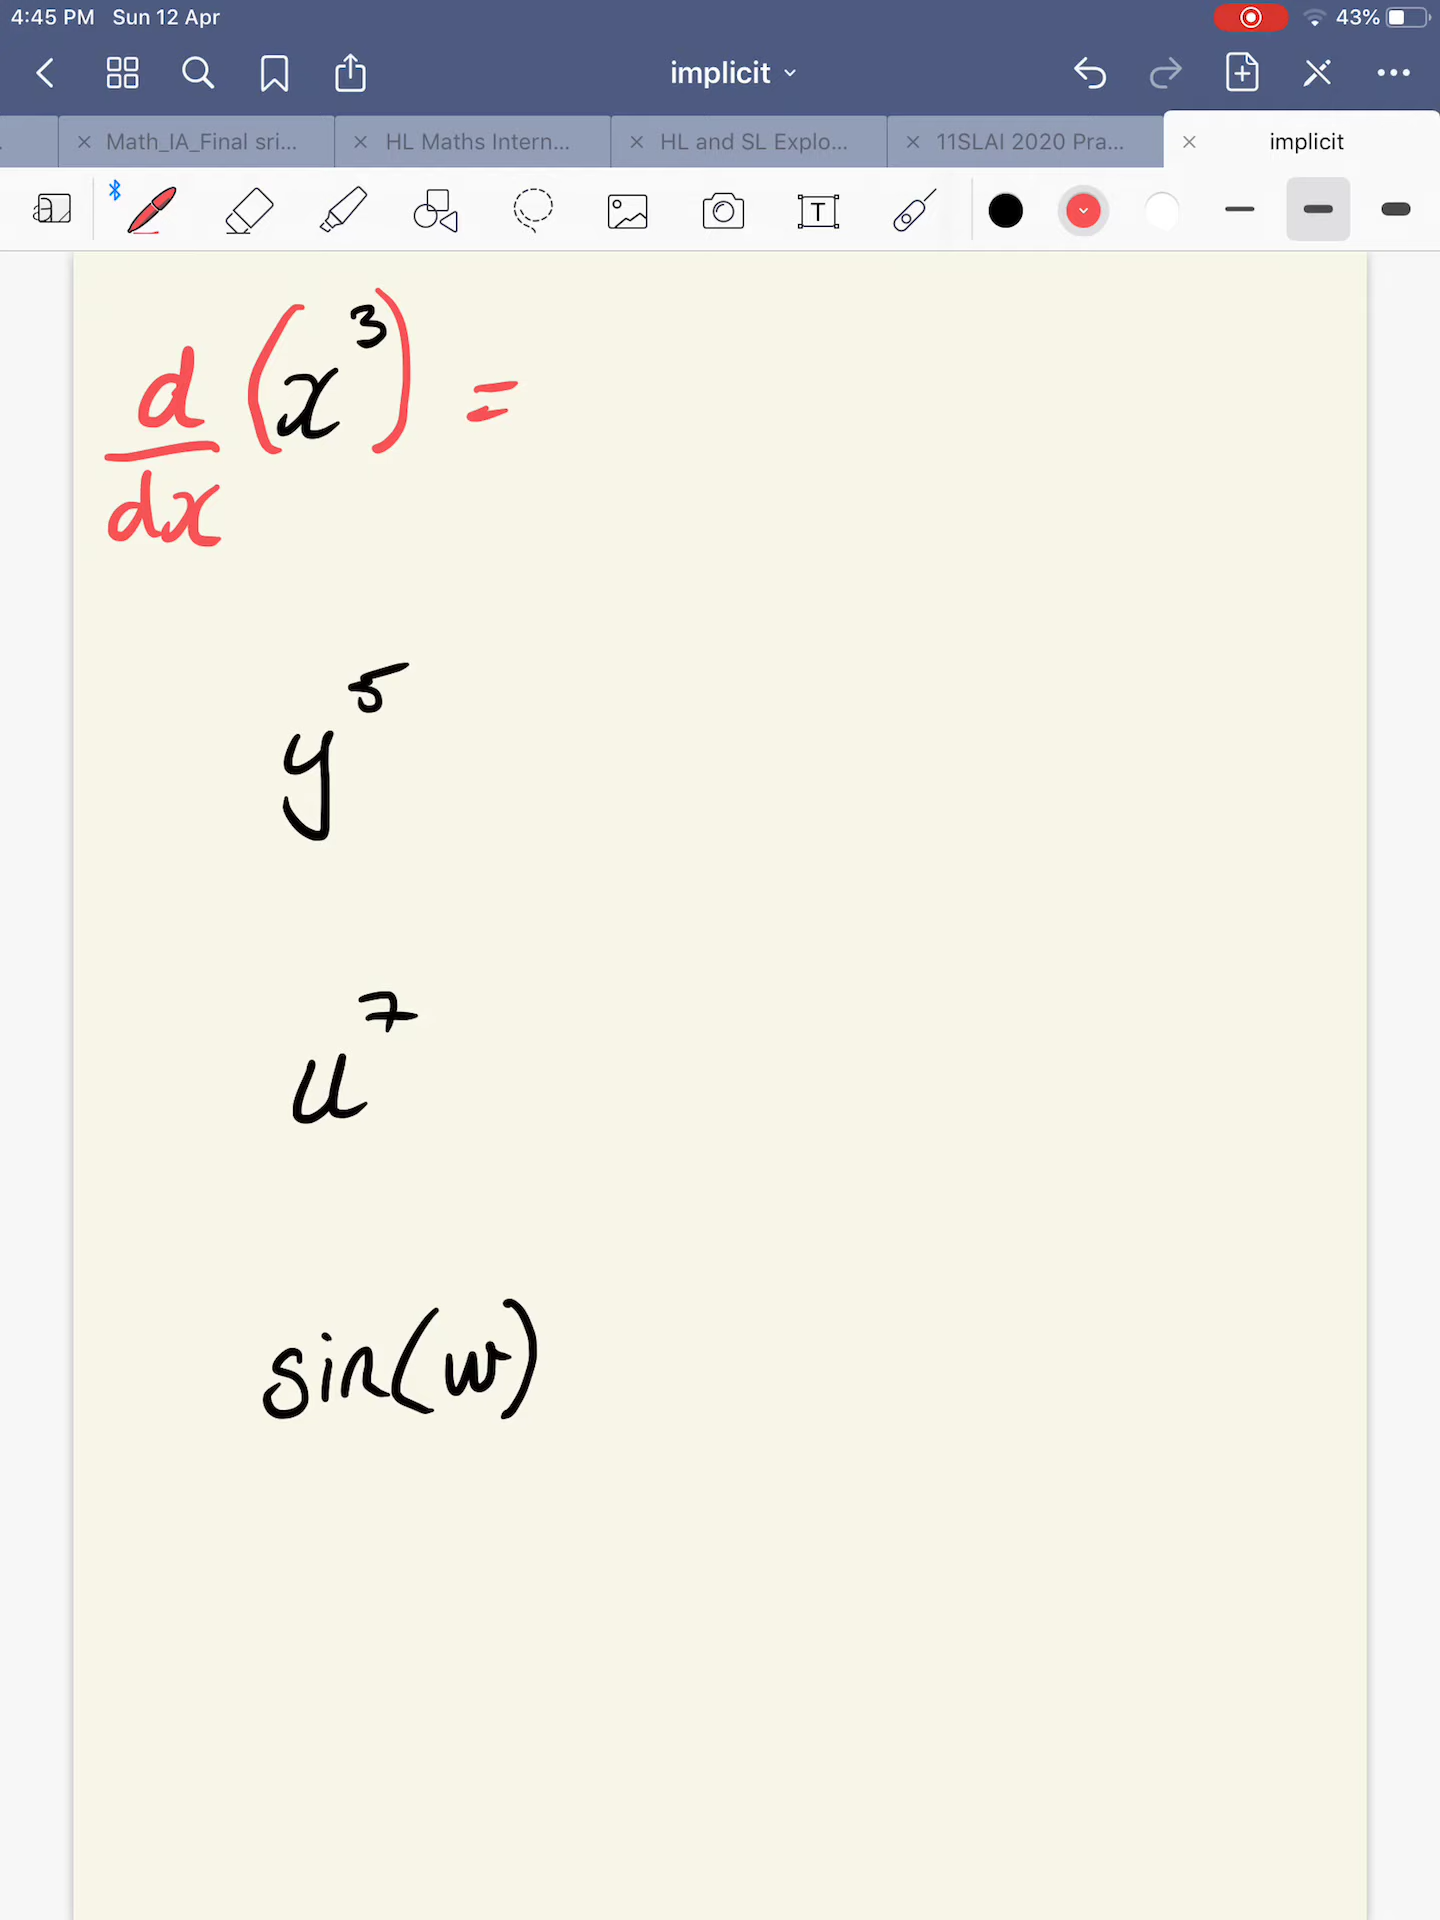 4:45 PM Sun 12 Apr 43%
implicit
Math_IA_Final sri... HL Maths Intern... HL and SL Explo... 11SLAI 2020 Pra... implicit
T
d/dx (x³) =
y⁵
u⁷
sin(w)